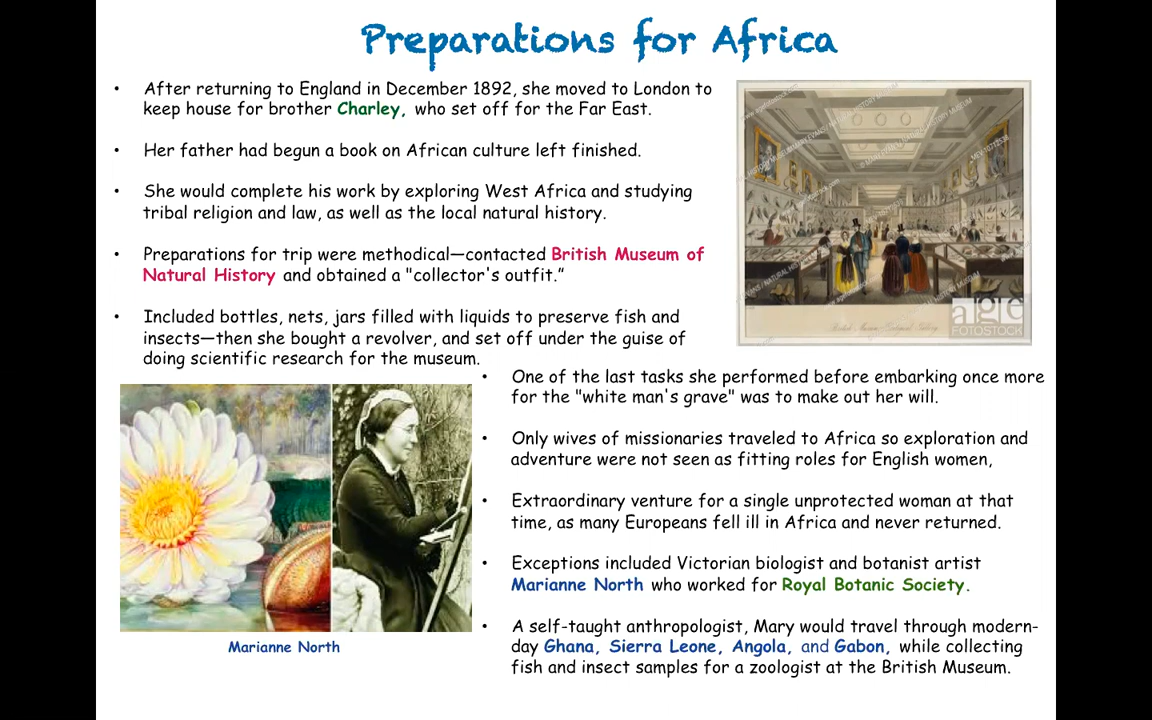 Preparations for Africa
• After returning to England in December 1892, she moved to London to
keep house for brother Charley, who set off for the Far East.
• Her father had begun a book on African culture left finished.
• She would complete his work by exploring West Africa and studying
tribal religion and law, as well as the local natural history.
• Preparations for trip were methodical—contacted British Museum of
Natural History and obtained a "collector's outfit.”
• Included bottles, nets, jars filled with liquids to preserve fish and
insects—then she bought a revolver, and set off under the guise of
doing scientific research for the museum.
age
FOTOSTOCK
• One of the last tasks she performed before embarking once more
for the "white man's grave" was to make out her will.
• Only wives of missionaries traveled to Africa so exploration and
adventure were not seen as fitting roles for English women,
• Extraordinary venture for a single unprotected woman at that
time, as many Europeans fell ill in Africa and never returned.
• Exceptions included Victorian biologist and botanist artist
Marianne North who worked for Royal Botanic Society.
• A self-taught anthropologist, Mary would travel through modern-
day Ghana, Sierra Leone, Angola, and Gabon, while collecting
fish and insect samples for a zoologist at the British Museum.
Marianne North